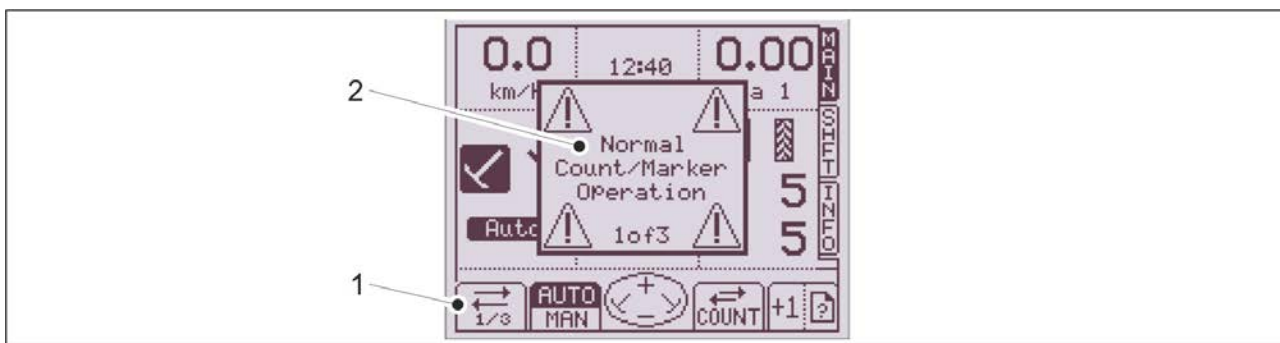 0.0 12:40 0.00
km/
a 1
2
Normal
Count/Marker
Operation
1of3
Auto
5
5
MAIN
SHFT
INFO
1
1/3
AUTO
MAN
+
−
COUNT
+1
?